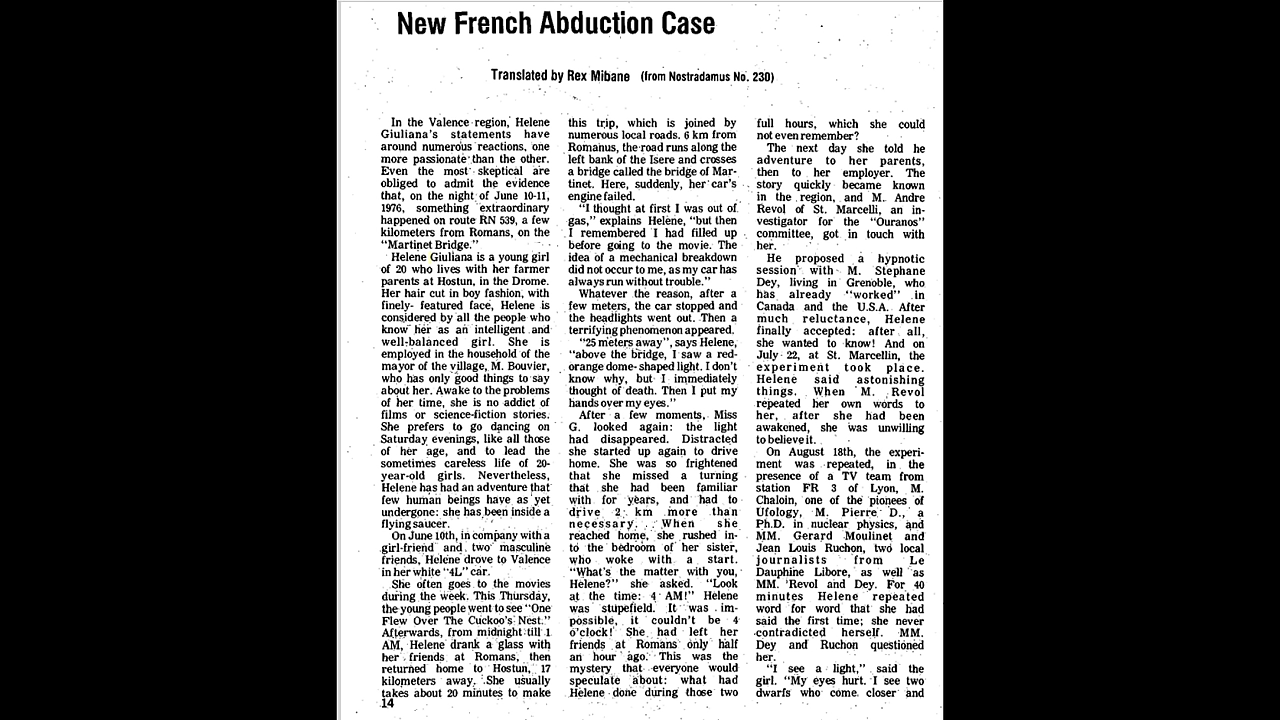 New French Abduction Case
Translated by Rex Mibane (from Nostradamus No. 230)
In the Valence region, Helene
Giuliana's statements have
around numerous reactions, one
more passionate than the other.
Even the most skeptical are
obliged to admit the evidence
that, on the night of June 10-11,
1976, something extraordinary
happened on route RN 539, a few
kilometers from Romans, on the
"Martinet Bridge."
Helene Giuliana is a young girl
of 20 who lives with her farmer
parents at Hostun, in the Drome.
Her hair cut in boy fashion, with
finely- featured face, Helene is
considered by all the people who
know her as an intelligent and
well-balanced girl. She is
employed in the household of the
mayor of the village, M. Bouvier,
who has only good things to say
about her. Awake to the problems
of her time, she is no addict of
films or science-fiction stories.
She prefers to go dancing on
Saturday evenings, like all those
of her age, and to lead the
sometimes careless life of 20-
year-old girls. Nevertheless,
Helene has had an adventure that
few human beings have as yet
undergone: she has been inside a
flying saucer.
On June 10th, in company with a
girl-friend and two masculine
friends, Helene drove to Valence
in her white "4L" car.
She often goes to the movies
during the week. This Thursday,
the young people went to see "One
Flew Over The Cuckoo's Nest."
Afterwards, from midnight till 1
AM, Helene drank a glass with
her friends at Romans, then
returned home to Hostun, 17
kilometers away. She usually
takes about 20 minutes to make
14
this trip, which is joined by
numerous local roads. 6 km from
Romanus, the road runs along the
left bank of the Isere and crosses
a bridge called the bridge of Mar-
tinet. Here, suddenly, her car's
engine failed.
"I thought at first I was out of
gas," explains Helene, "but then
I remembered I had filled up
before going to the movie. The
idea of a mechanical breakdown
did not occur to me, as my car has
always run without trouble."
Whatever the reason, after a
few meters, the car stopped and
the headlights went out. Then a
terrifying phenomenon appeared.
"25 meters away", says Helene,
"above the bridge, I saw a red-
orange dome-shaped light. I don't
know why, but I immediately
thought of death. Then I put my
hands over my eyes."
After a few moments, Miss
G. looked again: the light
had disappeared. Distracted
she started up again to drive
home. She was so frightened
that she missed a turning
that she had been familiar
with for years, and had to
drive 2 km more than
necessary... When she
reached home, she rushed in-
to the bedroom of her sister,
who woke with a start.
"What's the matter with you,
Helene?" she asked. "Look
at the time: 4 AM!" Helene
was stupefield. It was im-
possible, it couldn't be 4
o'clock! She had left her
friends at Romans only half
an hour ago. This was the
mystery that everyone would
speculate about: what had
Helene done during those two
full hours, which she could
not even remember?
The next day she told he
adventure to her parents,
then to her employer. The
story quickly became known
in the region, and M. Andre
Revol of St. Marcelli, an in-
vestigator for the "Ouranos"
committee, got in touch with
her.
He proposed a hypnotic
session with M. Stephane
Dey, living in Grenoble, who
has already "worked" in
Canada and the U.S.A. After
much reluctance, Helene
finally accepted: after all,
she wanted to know! And on
July 22, at St. Marcellin, the
experiment took place.
Helene said astonishing
things. When M. Revol
repeated her own words to
her, after she had been
awakened, she was unwilling
to believe it.
On August 18th, the experi-
ment was repeated, in the
presence of a TV team from
station FR 3 of Lyon, M.
Chaloin, one of the pionees of
Ufology, M. Pierre D., a
Ph.D. in nuclear physics, and
MM. Gerard Moulinet and
Jean Louis Ruchon, two local
journalists from Le
Dauphine Libore, as well as
MM. Revol and Dey. For 40
minutes Helene repeated
word for word that she had
said the first time; she never
contradicted herself. MM.
Dey and Ruchon questioned
her.
"I see a light," said the
girl. "My eyes hurt. I see two
dwarfs who come closer and